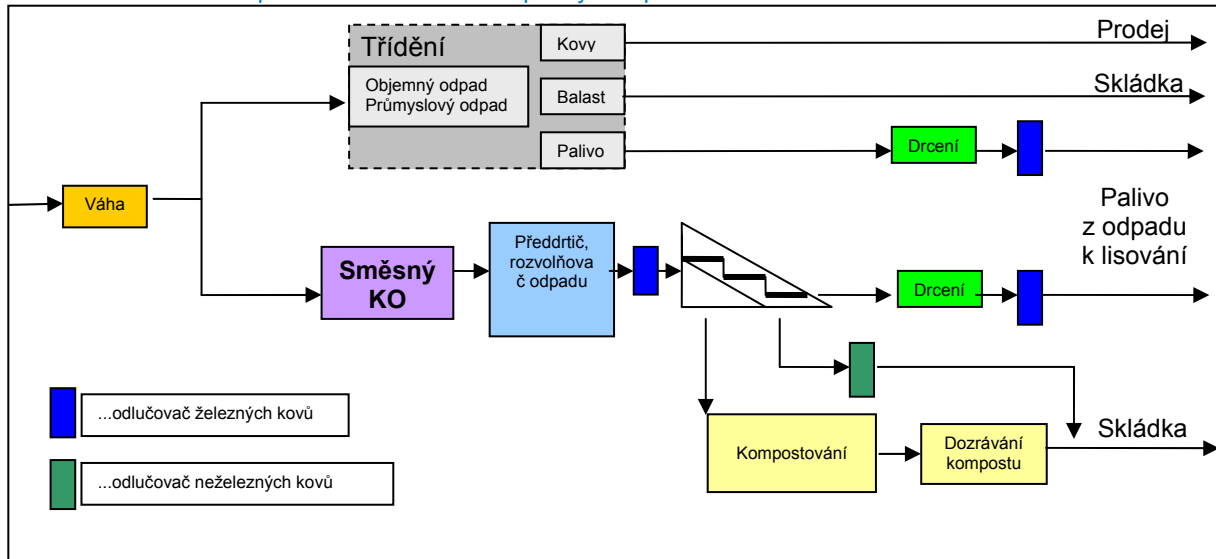 Třídění
Kovy
Prodej
Objemný odpad
Průmyslový odpad
Balast
Skládka
Palivo
Drcení
Váha
Palivo
z odpadu
k lisování
Směsný
KO
Předdrtič,
rozvolňova
č odpadu
Drcení
...odlučovač železných kovů
Kompostování
Dozrávání
kompostu
Skládka
...odlučovač neželezných kovů